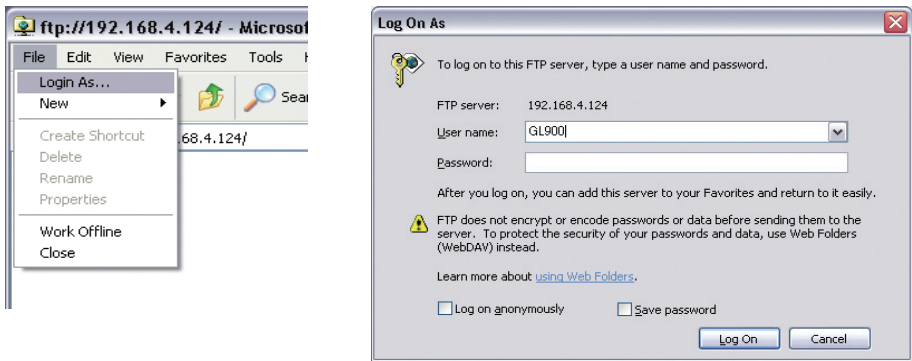 ftp://192.168.4.124/ - Microsof
File Edit View Favorites Tools
Login As...
New
Sea
Create Shortcut
.68.4.124/
Delete
Rename
Properties
Work Offline
Close
Log On As
To log on to this FTP server, type a user name and password.
FTP server: 192.168.4.124
User name: GL900
Password:
After you log on, you can add this server to your Favorites and return to it easily.
FTP does not encrypt or encode passwords or data before sending them to the
server. To protect the security of your passwords and data, use Web Folders
(WebDAV) instead.
Learn more about using Web Folders.
Log on anonymously Save password
Log On Cancel